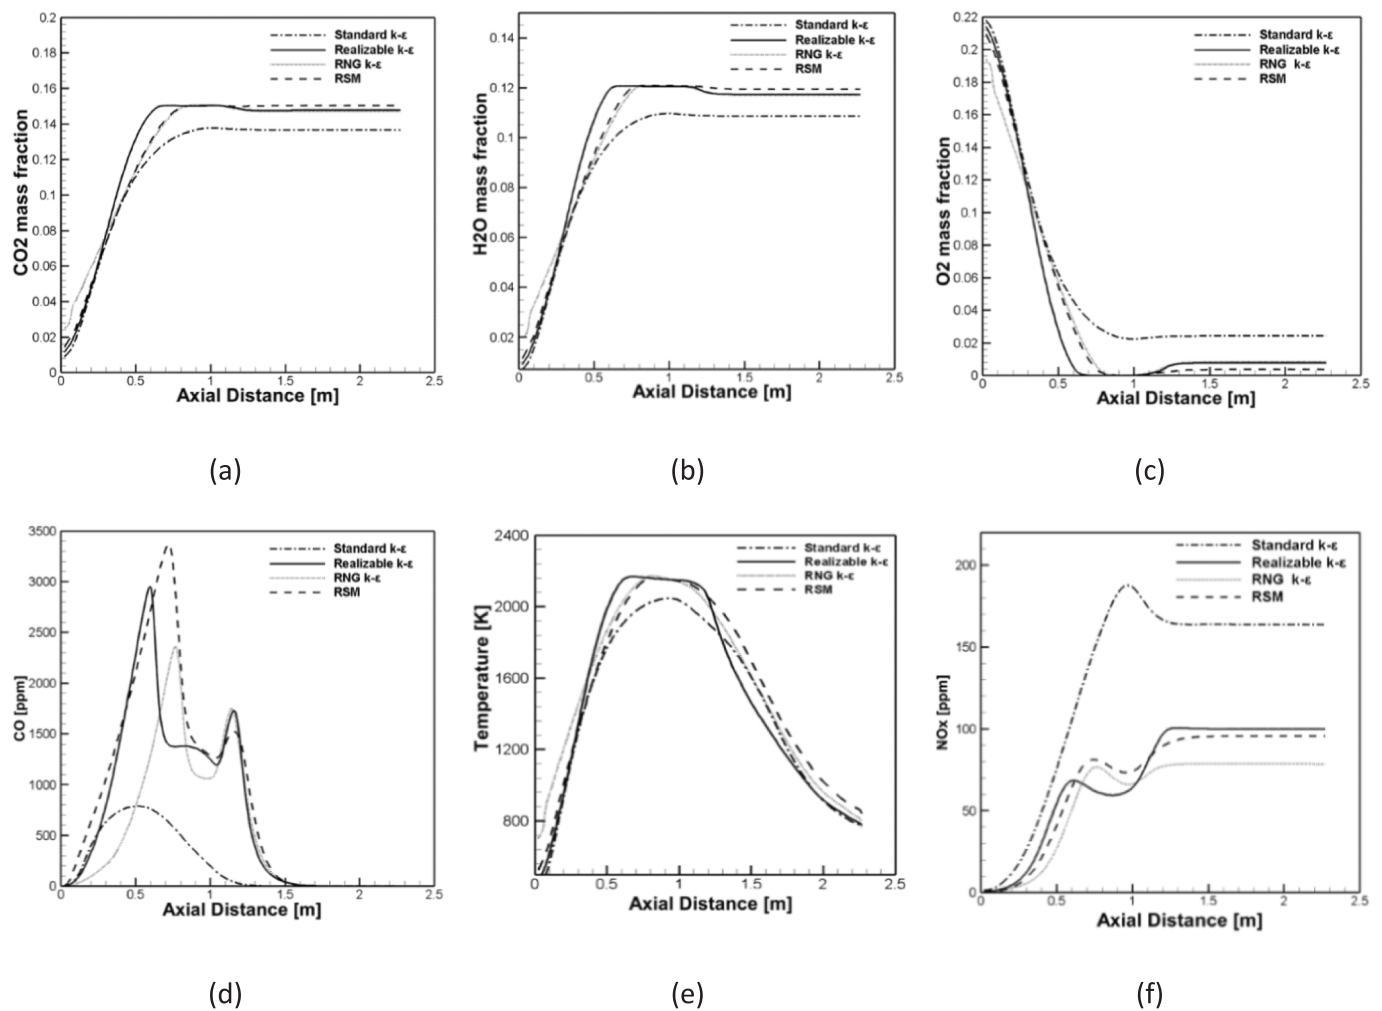 0.2
0.18
0.16
0.14
0.12
0.1
0.08
0.06
0.04
0.02
0
CO2 mass fraction
Standard k-ε
Realizable k-ε
RNG k-ε
RSM
0 0.5 1 1.5 2 2.5
Axial Distance [m]
(a)
0.14
0.12
0.1
0.08
0.06
0.04
0.02
H2O mass fraction
Standard k-ε
Realizable k-ε
RNG k-ε
RSM
0 0.5 1 1.5 2 2.5
Axial Distance [m]
(b)
0.22
0.2
0.18
0.16
0.14
0.12
0.1
0.08
0.06
0.04
0.02
0
O2 mass fraction
Standard k-ε
Realizable k-ε
RNG k-ε
RSM
0 0.5 1 1.5 2 2.5
Axial Distance [m]
(c)
3500
3000
2500
2000
1500
1000
500
0
CO [ppm]
Standard k-ε
Realizable k-ε
RNG k-ε
RSM
0 0.5 1 1.5 2 2.5
Axial Distance [m]
(d)
2400
2000
1600
1200
800
Temperature [K]
Standard k-ε
Realizable k-ε
RNG k-ε
RSM
0 0.5 1 1.5 2 2.5
Axial Distance [m]
(e)
200
150
100
50
0
NOx [ppm]
Standard k-ε
Realizable k-ε
RNG k-ε
RSM
0 0.5 1 1.5 2 2.5
Axial Distance [m]
(f)